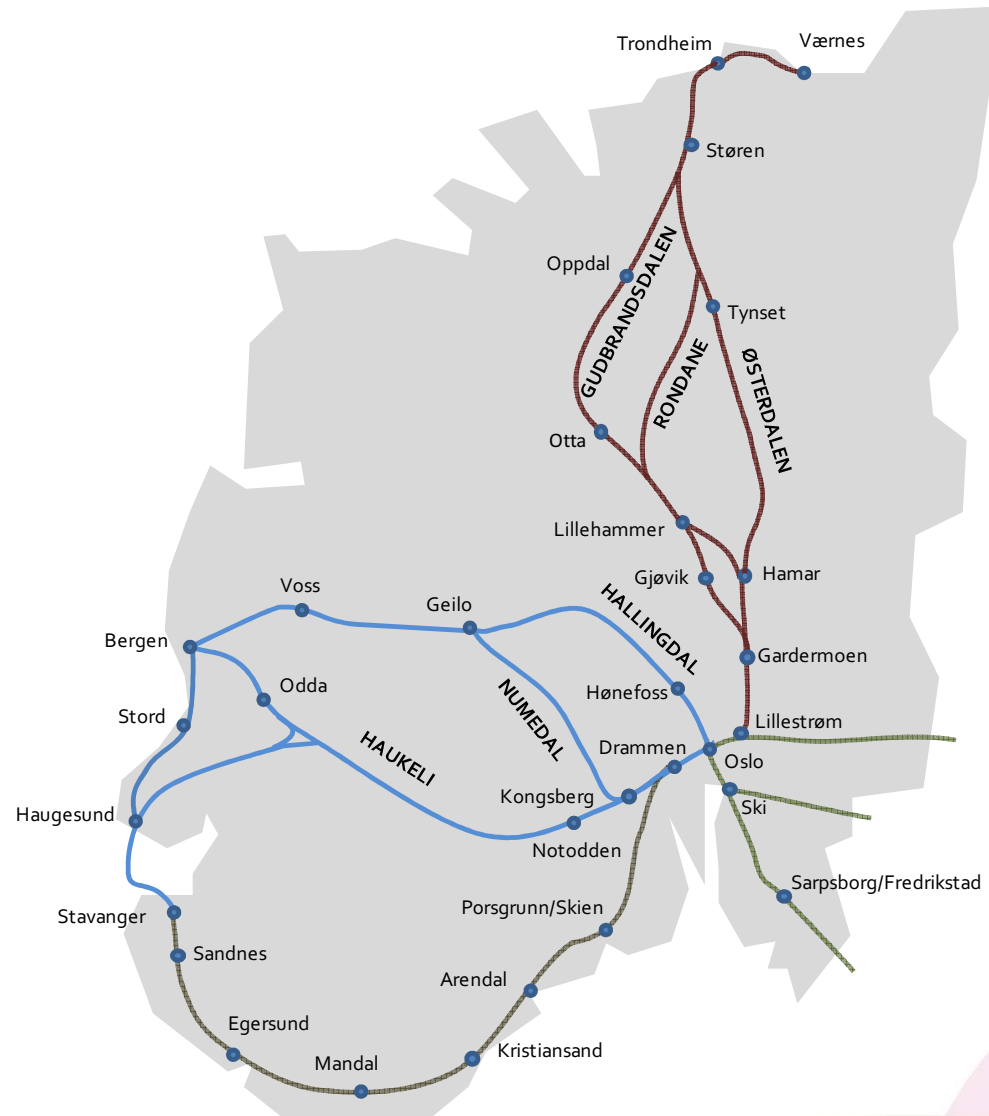 Værnes
Trondheim
Støren
Oppdal
GUDBRANDSDALEN
Tynset
RONDANE
ØSTERDALEN
Otta
Lillehammer
Gjøvik
Hamar
Voss
Geilo
HALLINGDAL
Bergen
Gardermoen
Odda
Hønefoss
NUMEDAL
Stord
Lillestrøm
HAUKELI
Drammen
Oslo
Kongsberg
Ski
Haugesund
Notodden
Sarpsborg/Fredrikstad
Porsgrunn/Skien
Stavanger
Sandnes
Arendal
Egersund
Kristiansand
Mandal